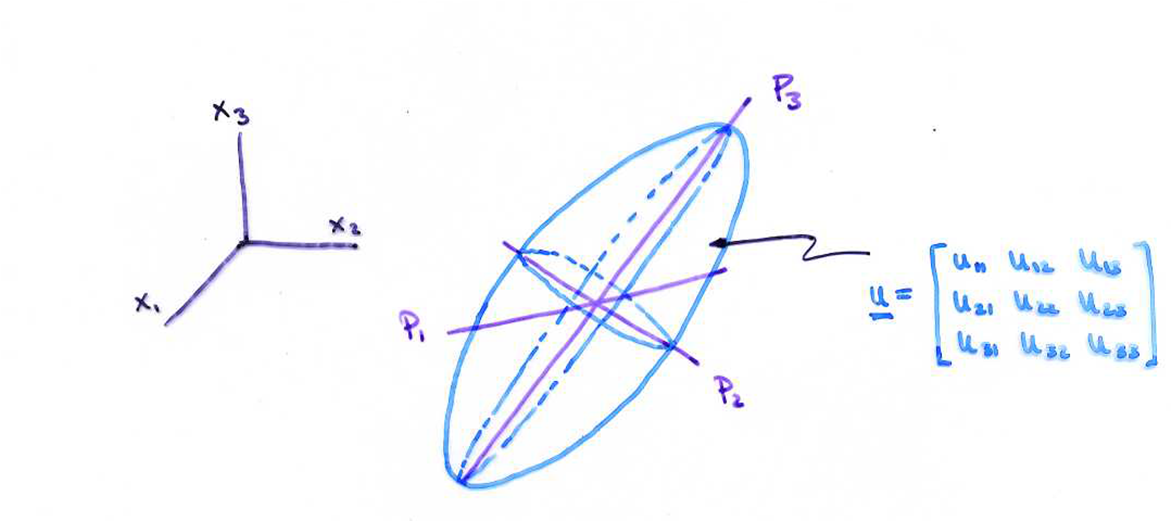 x₃
x₂
x₁
P₃
P₁
P₂
u = [ u₁₁ u₁₂ u₁₃
u₂₁ u₂₂ u₂₃
u₃₁ u₃₂ u₃₃ ]